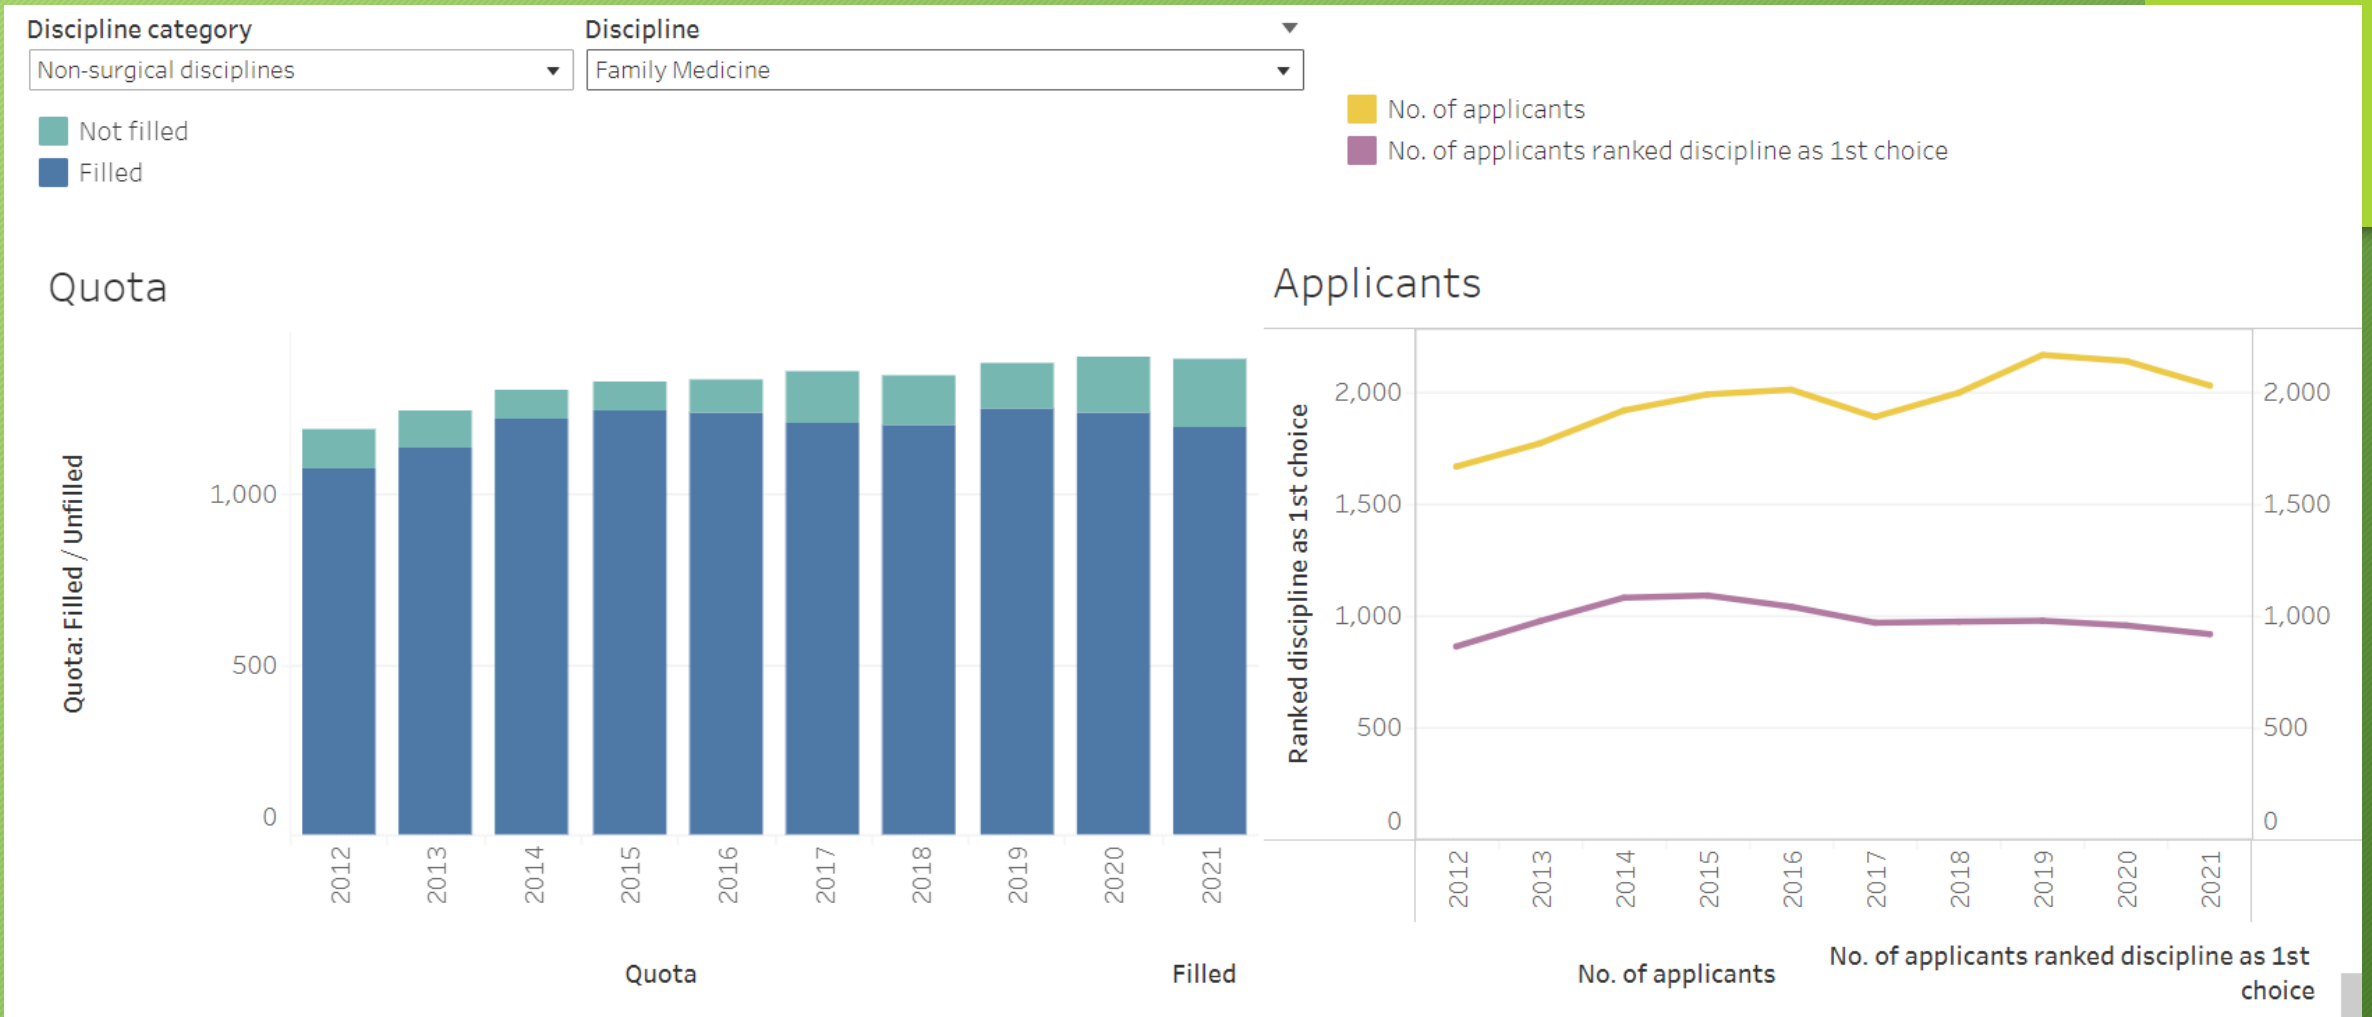 Discipline category
Discipline
Non-surgical disciplines
Family Medicine
Not filled
Filled
No. of applicants
No. of applicants ranked discipline as 1st choice
Quota
Quota: Filled / Unfilled
1,000
500
0
2012
2013
2014
2015
2016
2017
2018
2019
2020
2021
Quota
Filled
Applicants
Ranked discipline as 1st choice
2,000
1,500
1,000
500
0
2,000
1,500
1,000
500
0
2012
2013
2014
2015
2016
2017
2018
2019
2020
2021
No. of applicants
No. of applicants ranked discipline as 1st
choice